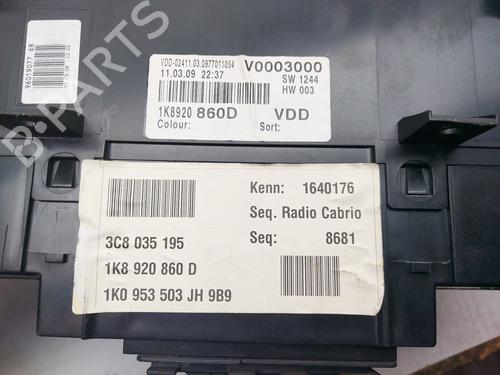 VDD-02411.03.0977011054
11.03.09 22:37
V0003000
SW 1244
HW 003
1K8920 860D
VDD
Colour:
Sort:
96019077 68
Kenn: 1640176
Seq. Radio Cabrio
Seq: 8681
3C8 035 195
1K8 920 860 D
1K0 953 503 JH 9B9
B-PARTS